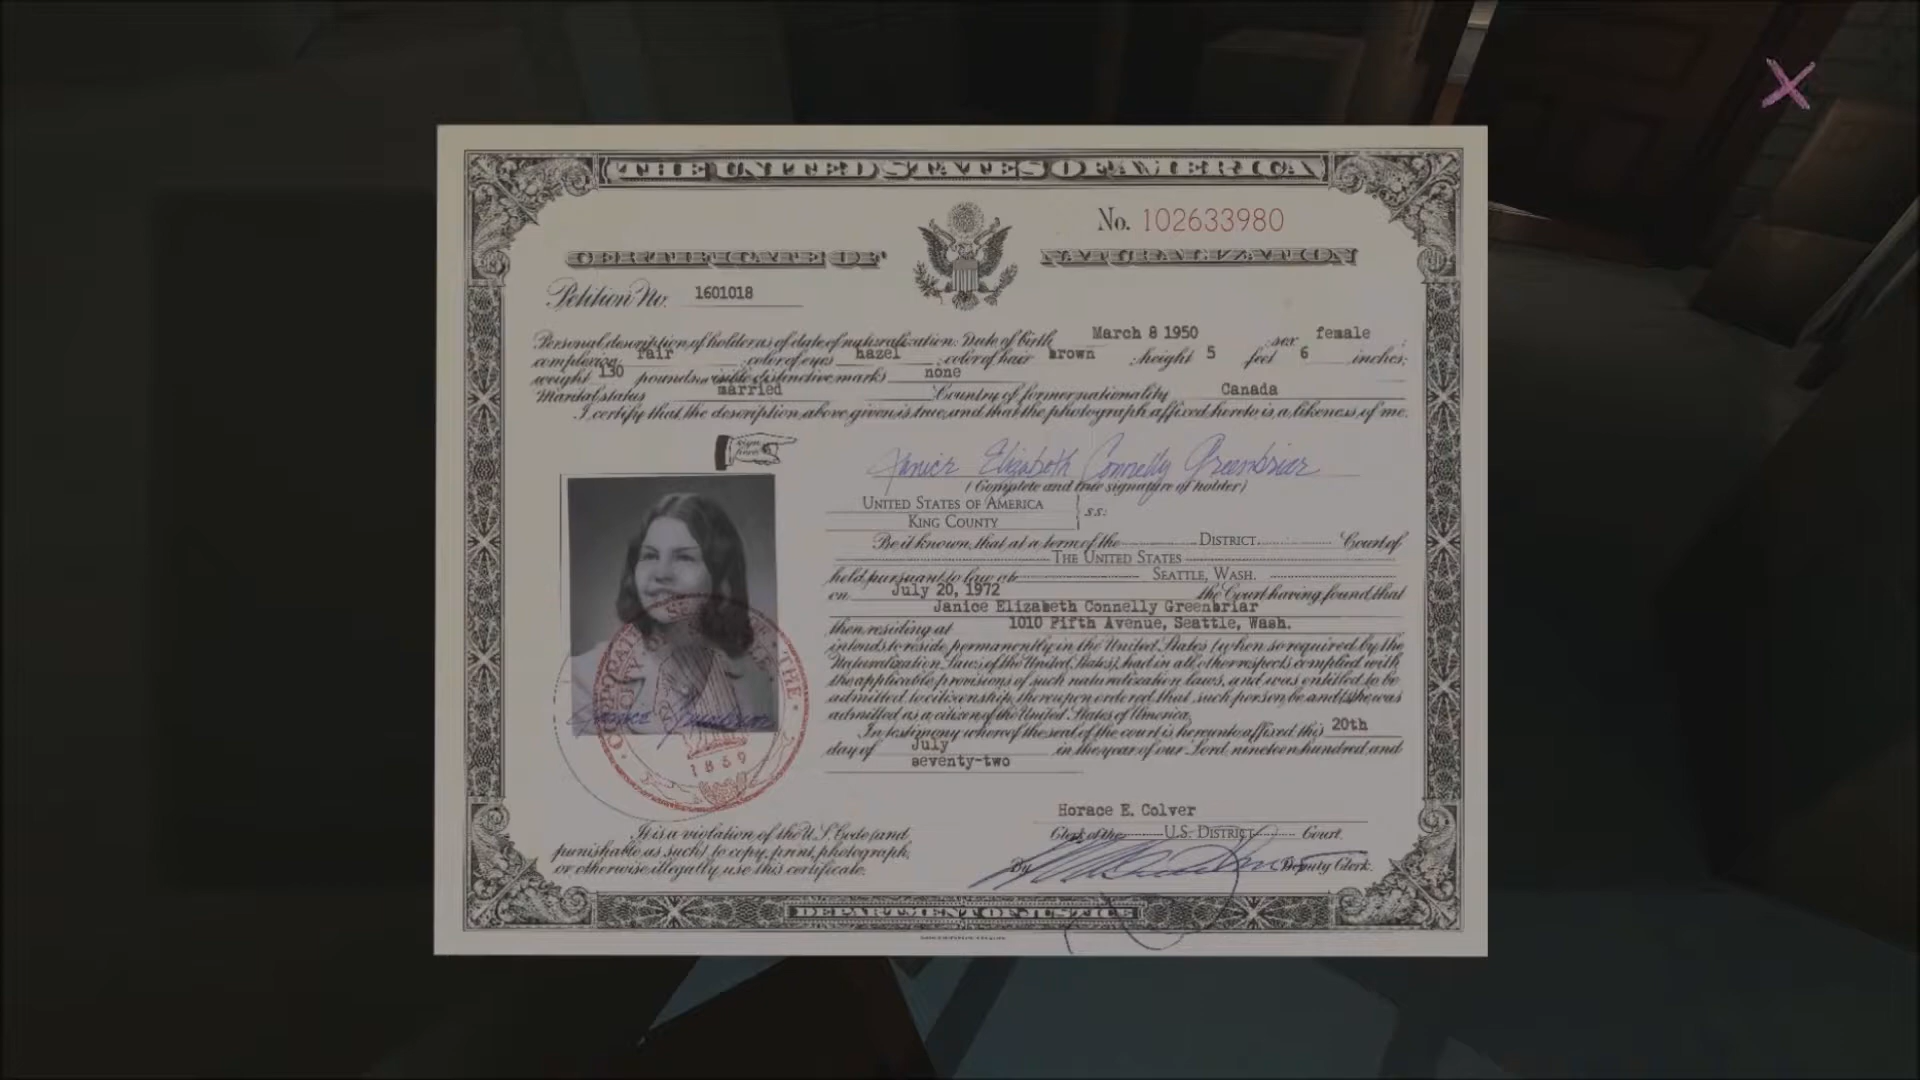 THE UNITED STATES OF AMERICA
No. 102633980
CERTIFICATE OF NATURALIZATION
Petition No. 1601018
Personal description of holder as of date of naturalization: Date of birth March 8 1950 sex female
complexion fair color of eyes hazel color of hair brown height 5 feet 6 inches;
weight 130 pounds visible distinctive marks none
Marital status married Country of former nationality Canada
I certify that the description above given is true, and that the photograph affixed hereto is a likeness of me.
sign here
Janice Elizabeth Connelly Greenbriar
(Complete and true signature of holder)
UNITED STATES OF AMERICA
KING COUNTY
ss:
Be it known, that at a term of the DISTRICT Court of
THE UNITED STATES
held pursuant to law at SEATTLE, WASH.
on July 20, 1972 the Court having found that
Janice Elizabeth Connelly Greenbriar
then residing at 1010 Fifth Avenue, Seattle, Wash.
intends to reside permanently in the United States (when so required by the
Naturalization Laws of the United States), had in all other respects complied with
the applicable provisions of such naturalization laws, and was entitled to be
admitted to citizenship, thereupon ordered that such person be and (s)he was
admitted as a citizen of the United States of America.
In testimony whereof the seal of the court is hereunto affixed this 20th
day of July in the year of our Lord nineteen hundred and
seventy-two
THE
1869
Horace E. Colver
Clerk of the U.S. DISTRICT Court.
By Deputy Clerk.
It is a violation of the U.S. Code (and
punishable as such) to copy, print, photograph,
or otherwise illegally use this certificate.
DEPARTMENT OF JUSTICE